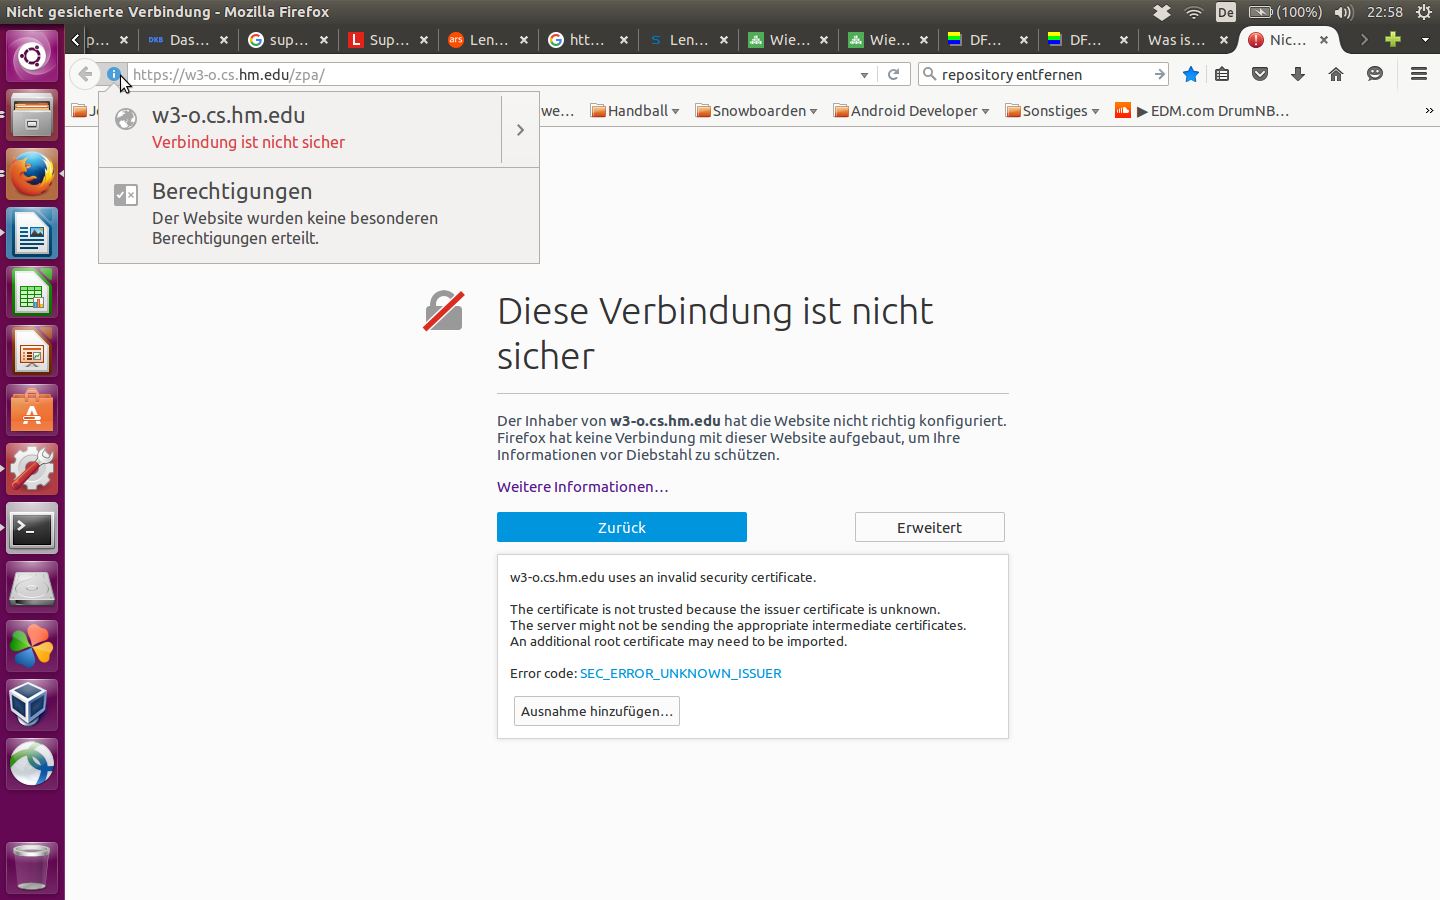 Nicht gesicherte Verbindung - Mozilla Firefox
De
(100%)
22:58
p...
DKB
Das...
sup...
Sup...
ars
Len...
htt...
Len...
Wie...
Wie...
DF...
DF...
Was is...
Nic...
https://w3-o.cs.hm.edu/zpa/
repository entfernen
we...
Handball
Snowboarden
Android Developer
Sonstiges
▶ EDM.com DrumNB...
»
w3-o.cs.hm.edu
Verbindung ist nicht sicher
Berechtigungen
Der Website wurden keine besonderen
Berechtigungen erteilt.
Diese Verbindung ist nicht
sicher
Der Inhaber von w3-o.cs.hm.edu hat die Website nicht richtig konfiguriert.
Firefox hat keine Verbindung mit dieser Website aufgebaut, um Ihre
Informationen vor Diebstahl zu schützen.
Weitere Informationen...
Zurück
Erweitert
w3-o.cs.hm.edu uses an invalid security certificate.
The certificate is not trusted because the issuer certificate is unknown.
The server might not be sending the appropriate intermediate certificates.
An additional root certificate may need to be imported.
Error code: SEC_ERROR_UNKNOWN_ISSUER
Ausnahme hinzufügen...